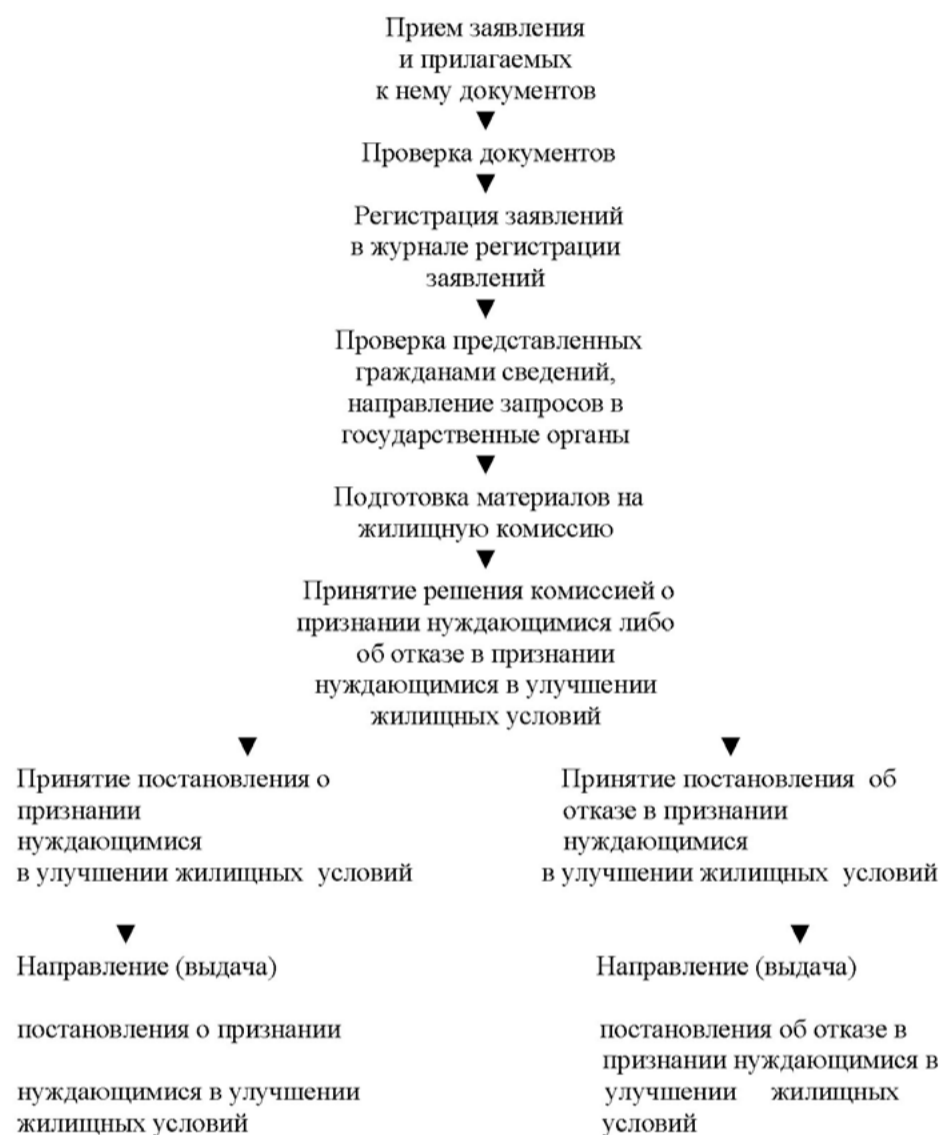 Прием заявления
и прилагаемых
к нему документов
▼
Проверка документов
▼
Регистрация заявлений
в журнале регистрации
заявлений
▼
Проверка представленных
гражданами сведений,
направление запросов в
государственные органы
▼
Подготовка материалов на
жилищную комиссию
▼
Принятие решения комиссией о
признании нуждающимися либо
об отказе в признании
нуждающимися в улучшении
жилищных условий
▼
Принятие постановления о
признании
нуждающимися
в улучшении жилищных условий
▼
Направление (выдача)
постановления о признании
нуждающимися в улучшении
жилищных условий
▼
Принятие постановления об
отказе в признании
нуждающимися
в улучшении жилищных условий
▼
Направление (выдача)
постановления об отказе в
признании нуждающимися в
улучшении жилищных
условий